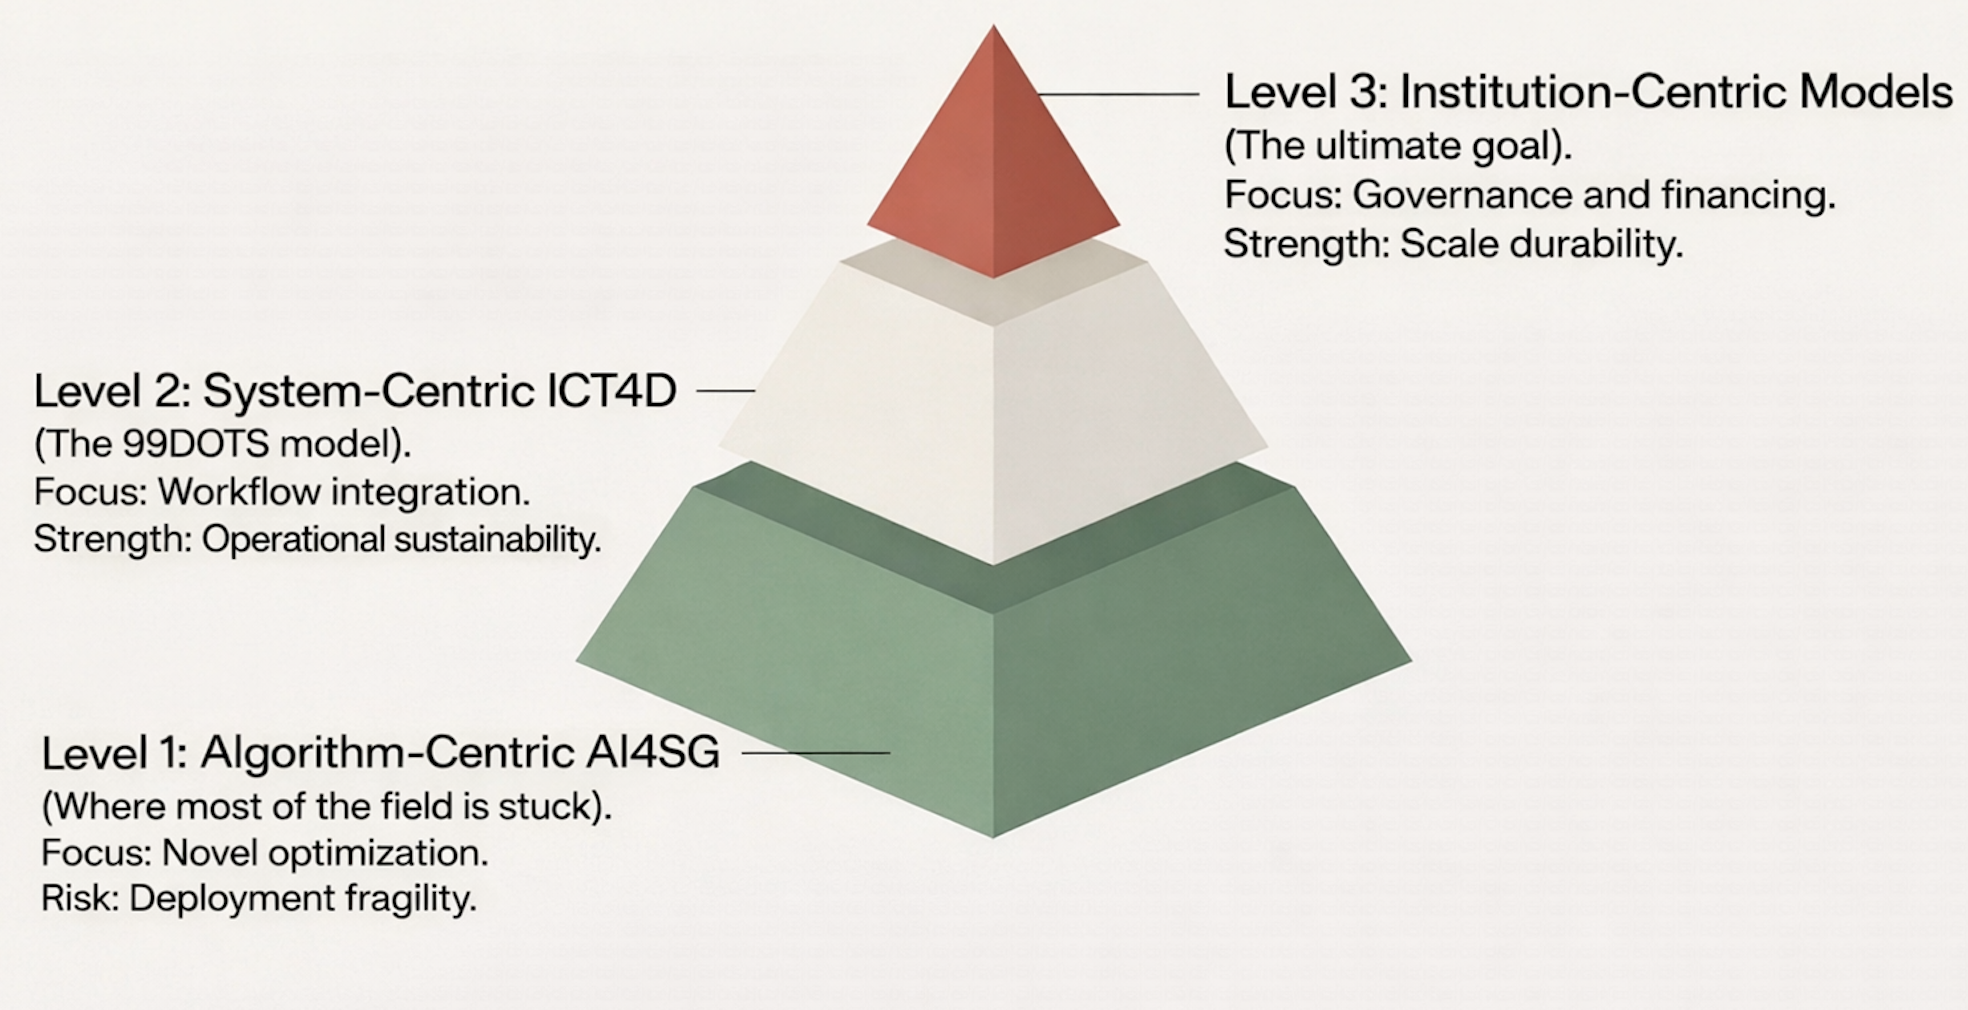 Level 3: Institution-Centric Models
(The ultimate goal).
Focus: Governance and financing.
Strength: Scale durability.
Level 2: System-Centric ICT4D
(The 99DOTS model).
Focus: Workflow integration.
Strength: Operational sustainability.
Level 1: Algorithm-Centric AI4SG
(Where most of the field is stuck).
Focus: Novel optimization.
Risk: Deployment fragility.